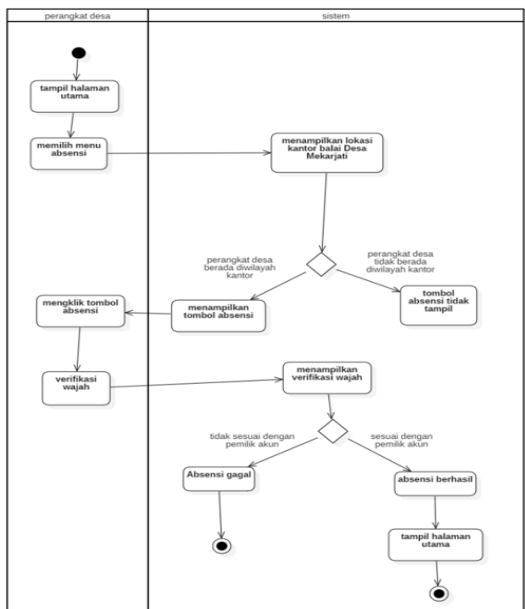 perangkat desa
sistem
tampil halaman
utama
memilih menu
absensi
menampilkan lokasi
kantor balai Desa
Mekarjati
perangkat desa
berada diwilayah
kantor
perangkat desa
tidak berada
diwilayah kantor
mengklik tombol
absensi
menampilkan
tombol absensi
tombol
absensi tidak
tampil
verifikasi
wajah
menampilkan
verifikasi wajah
tidak sesuai dengan
pemilik akun
sesuai dengan
pemilik akun
Absensi gagal
absensi berhasil
tampil halaman
utama